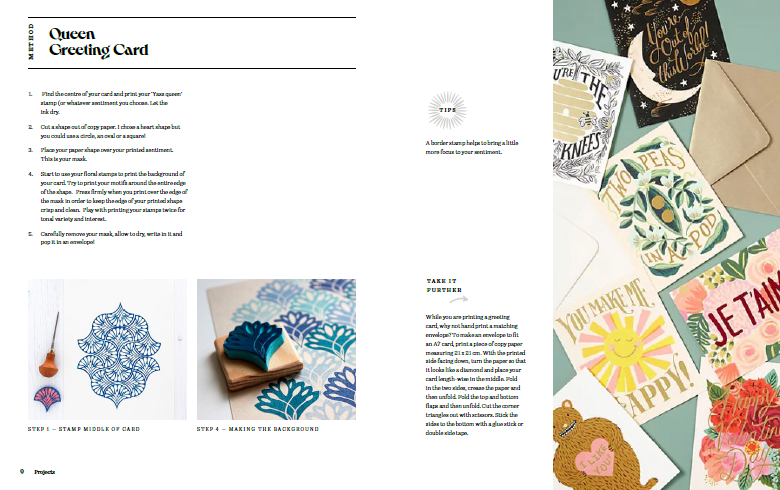 METHOD
Queen
Greeting Card
1. Find the centre of your card and print your 'Yass queen'
stamp (or whatever sentiment you choose. Let the
ink dry.
2. Cut a shape out of copy paper. I chose a heart shape but
you could use a circle, an oval or a square!
3. Place your paper shape over your printed sentiment.
This is your mask.
4. Start to use your floral stamps to print the background of
your card. Try to print your motifs around the entire edge
of the shape. Press firmly when you print over the edge of
the mask in order to keep the edge of your printed shape
crisp and clean. Play with printing your stamps twice for
tonal variety and interest.
5. Carefully remove your mask, allow to dry, write in it and
pop it in an envelope!
STEP 1 — STAMP MIDDLE OF CARD
STEP 4 — MAKING THE BACKGROUND
Projects
TIPS
A border stamp helps to bring a little
more focus to your sentiment.
TAKE IT
FURTHER
While you are printing a greeting
card, why not hand print a matching
envelope? To make an envelope to fit
an A7 card, print a piece of copy paper
measuring 21 x 21 cm. With the printed
side facing down, turn the paper so that
it looks like a diamond and place your
card length-wise in the middle. Fold
in the two sides, crease the paper and
then unfold. Fold the top and bottom
flaps and then unfold. Cut the corner
triangles out with scissors. Stick the
sides to the bottom with a glue stick or
double side tape.
You're
Out of
this World!
YOU'RE THE
KNEES
TWO PEAS
IN A POD
YOU MAKE ME
HAPPY!
JE T'AIM
I LIKE
YOU
Day